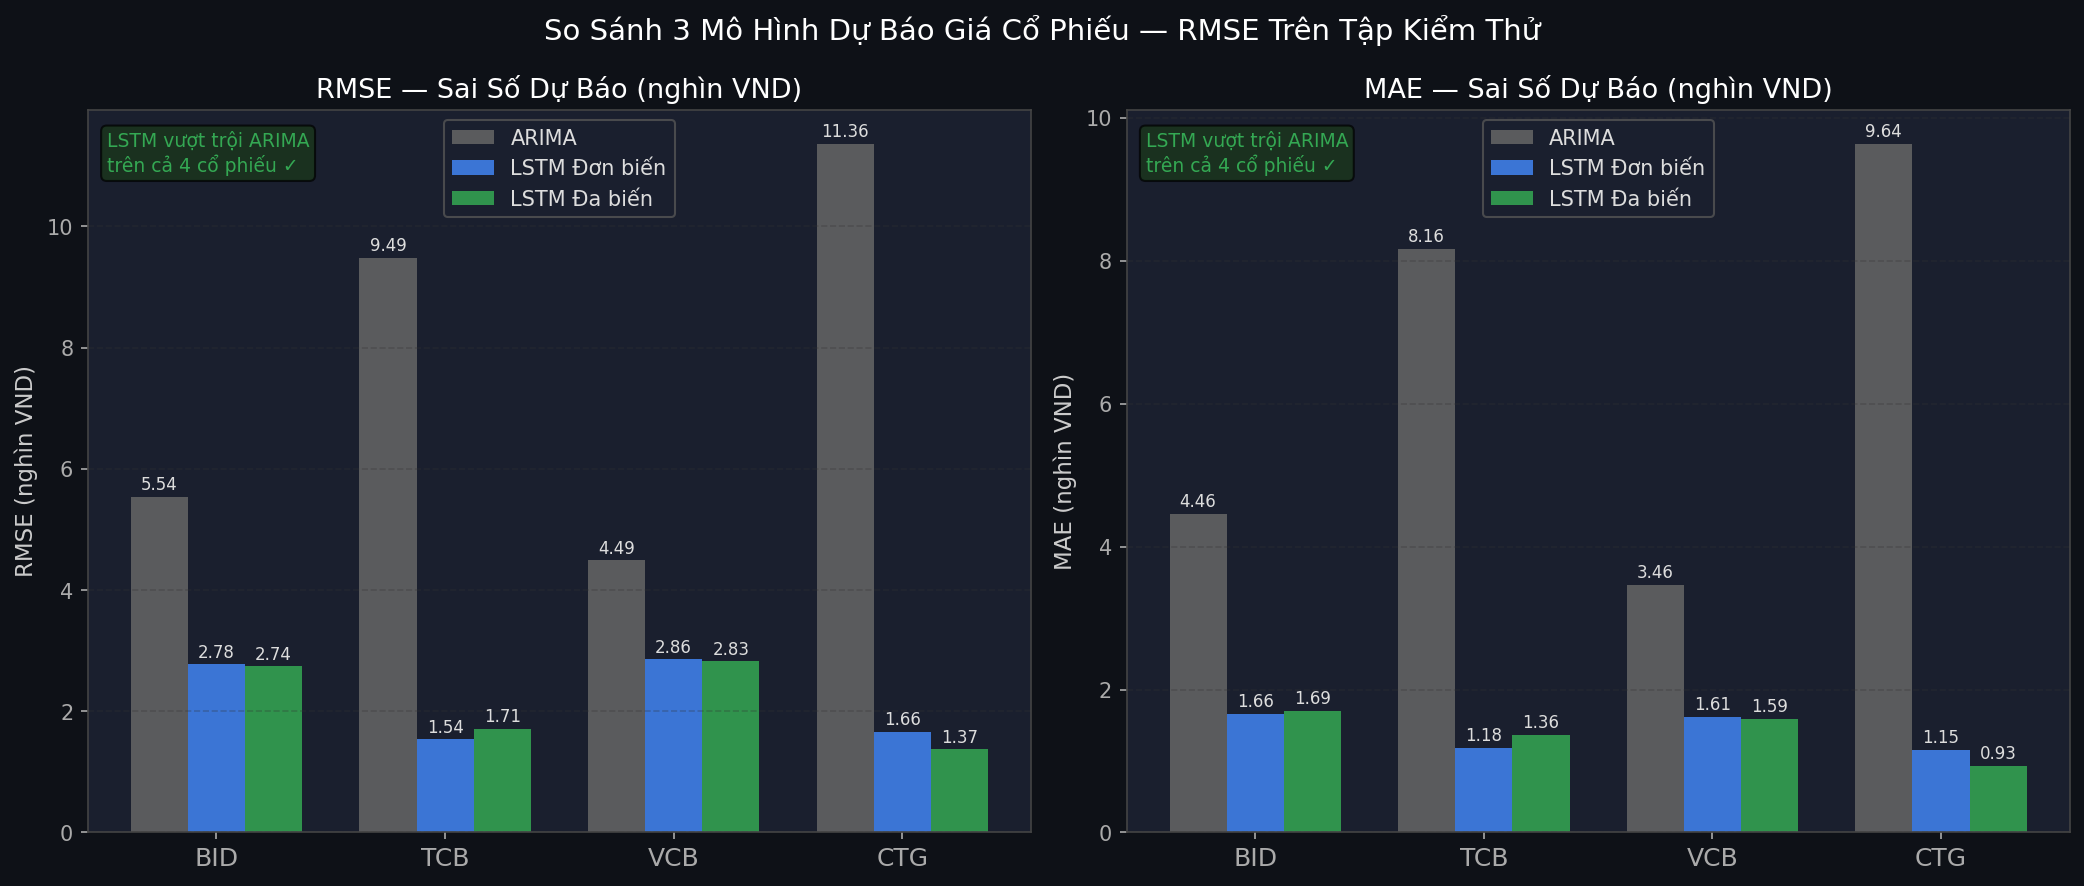 So Sánh 3 Mô Hình Dự Báo Giá Cổ Phiếu — RMSE Trên Tập Kiểm Thử
RMSE — Sai Số Dự Báo (nghìn VND)
LSTM vượt trội ARIMA
trên cả 4 cổ phiếu ✓
ARIMA
LSTM Đơn biến
LSTM Đa biến
RMSE (nghìn VND)
10
8
6
4
2
0
5.54
2.78
2.74
9.49
1.54
1.71
4.49
2.86
2.83
11.36
1.66
1.37
BID
TCB
VCB
CTG
MAE — Sai Số Dự Báo (nghìn VND)
LSTM vượt trội ARIMA
trên cả 4 cổ phiếu ✓
ARIMA
LSTM Đơn biến
LSTM Đa biến
MAE (nghìn VND)
10
8
6
4
2
0
4.46
1.66
1.69
8.16
1.18
1.36
3.46
1.61
1.59
9.64
1.15
0.93
BID
TCB
VCB
CTG